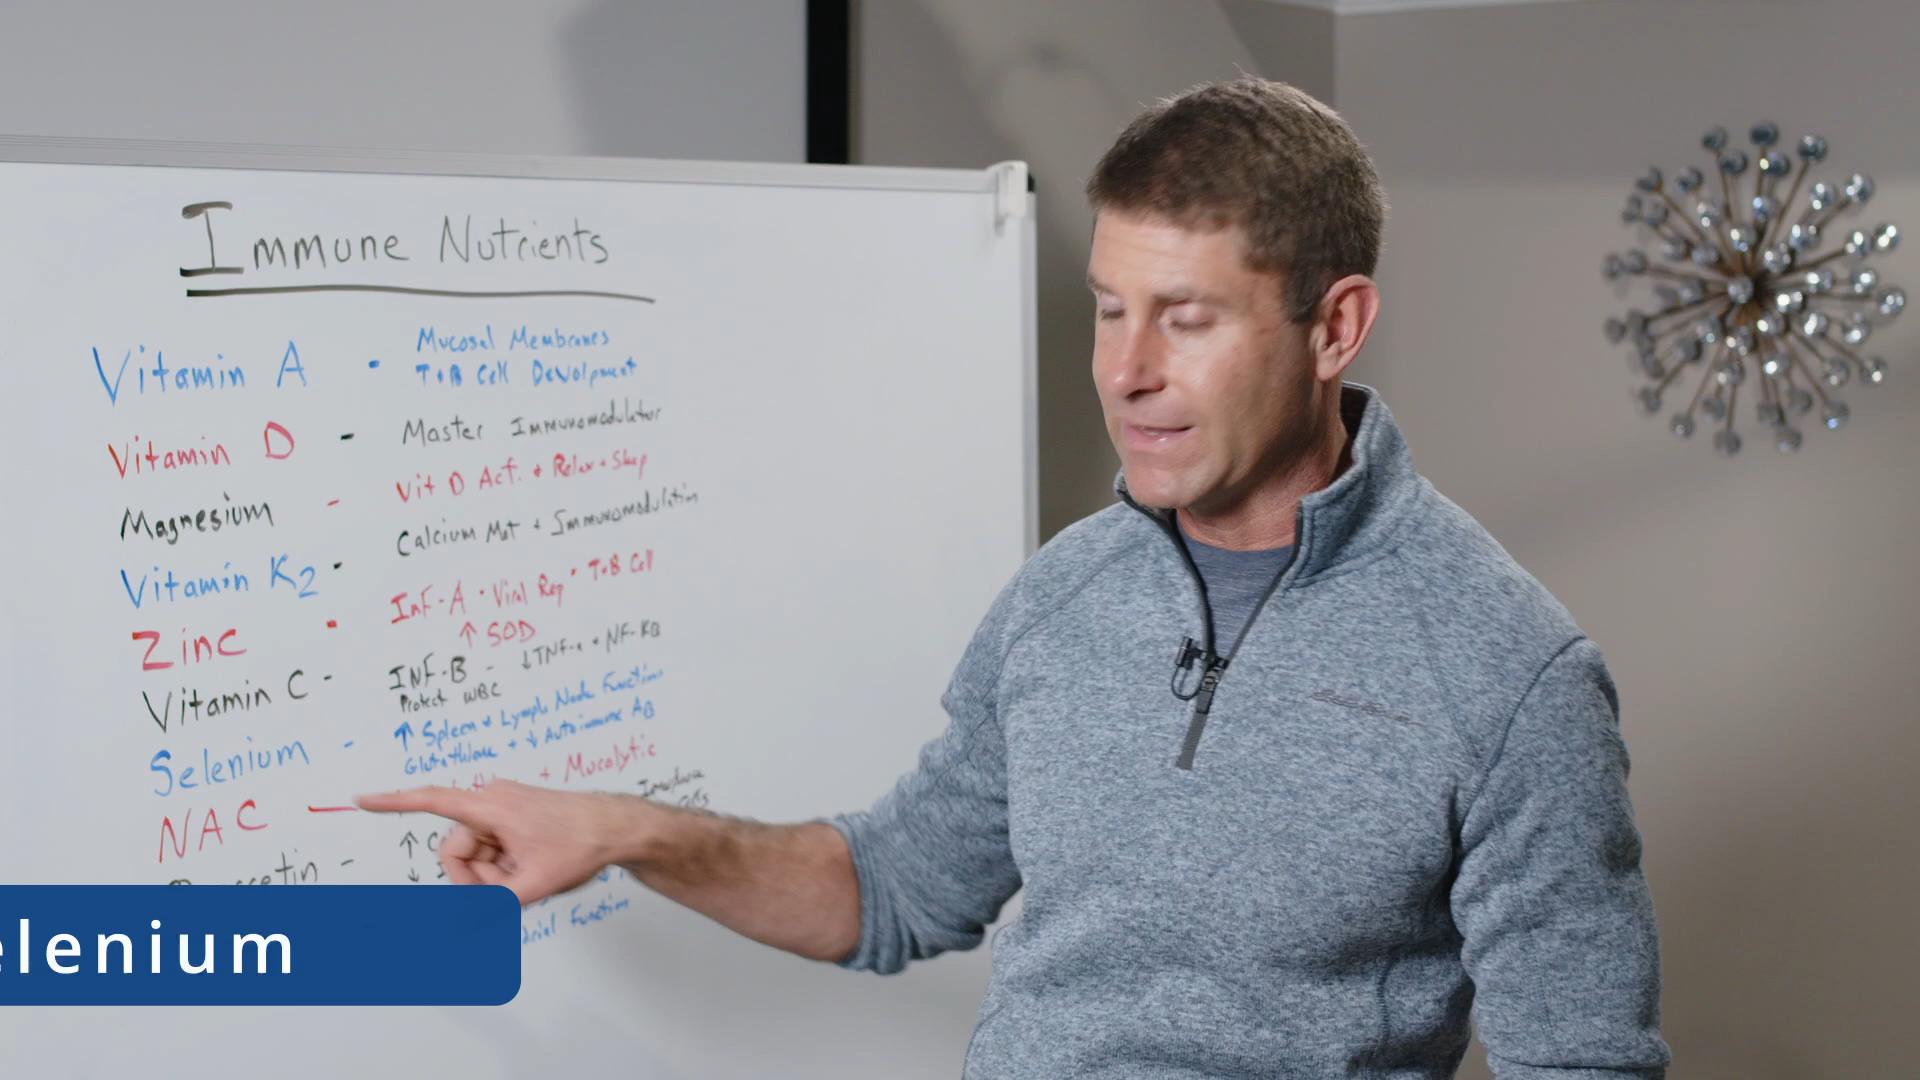 Immune Nutrients
Vitamin A · Mucosal Membranes
T+B Cell Devolpment
Vitamin D - Master Immunomodulator
Magnesium - Vit D Act. + Relax + Sleep
Vitamin K2 · Calcium Met + Immunomodulation
Zinc · INF-A · Viral Rep · T+B Cell
↑ SOD
Vitamin C - INF-B - ↓TNF-α + NF-KB
Protect WBC
Selenium - ↑ Spleen + Lymph Node Function
Glutathione + ↓ Autoimmune AB
NAC — + Mucolytic
↑
↓
Function
elenium